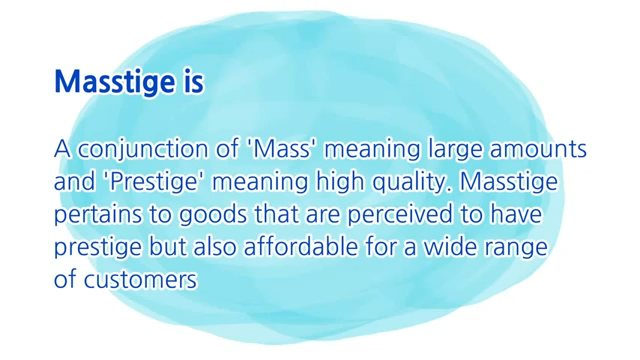 Masstige is
A conjunction of 'Mass' meaning large amounts
and 'Prestige' meaning high quality. Masstige
pertains to goods that are perceived to have
prestige but also affordable for a wide range
of customers